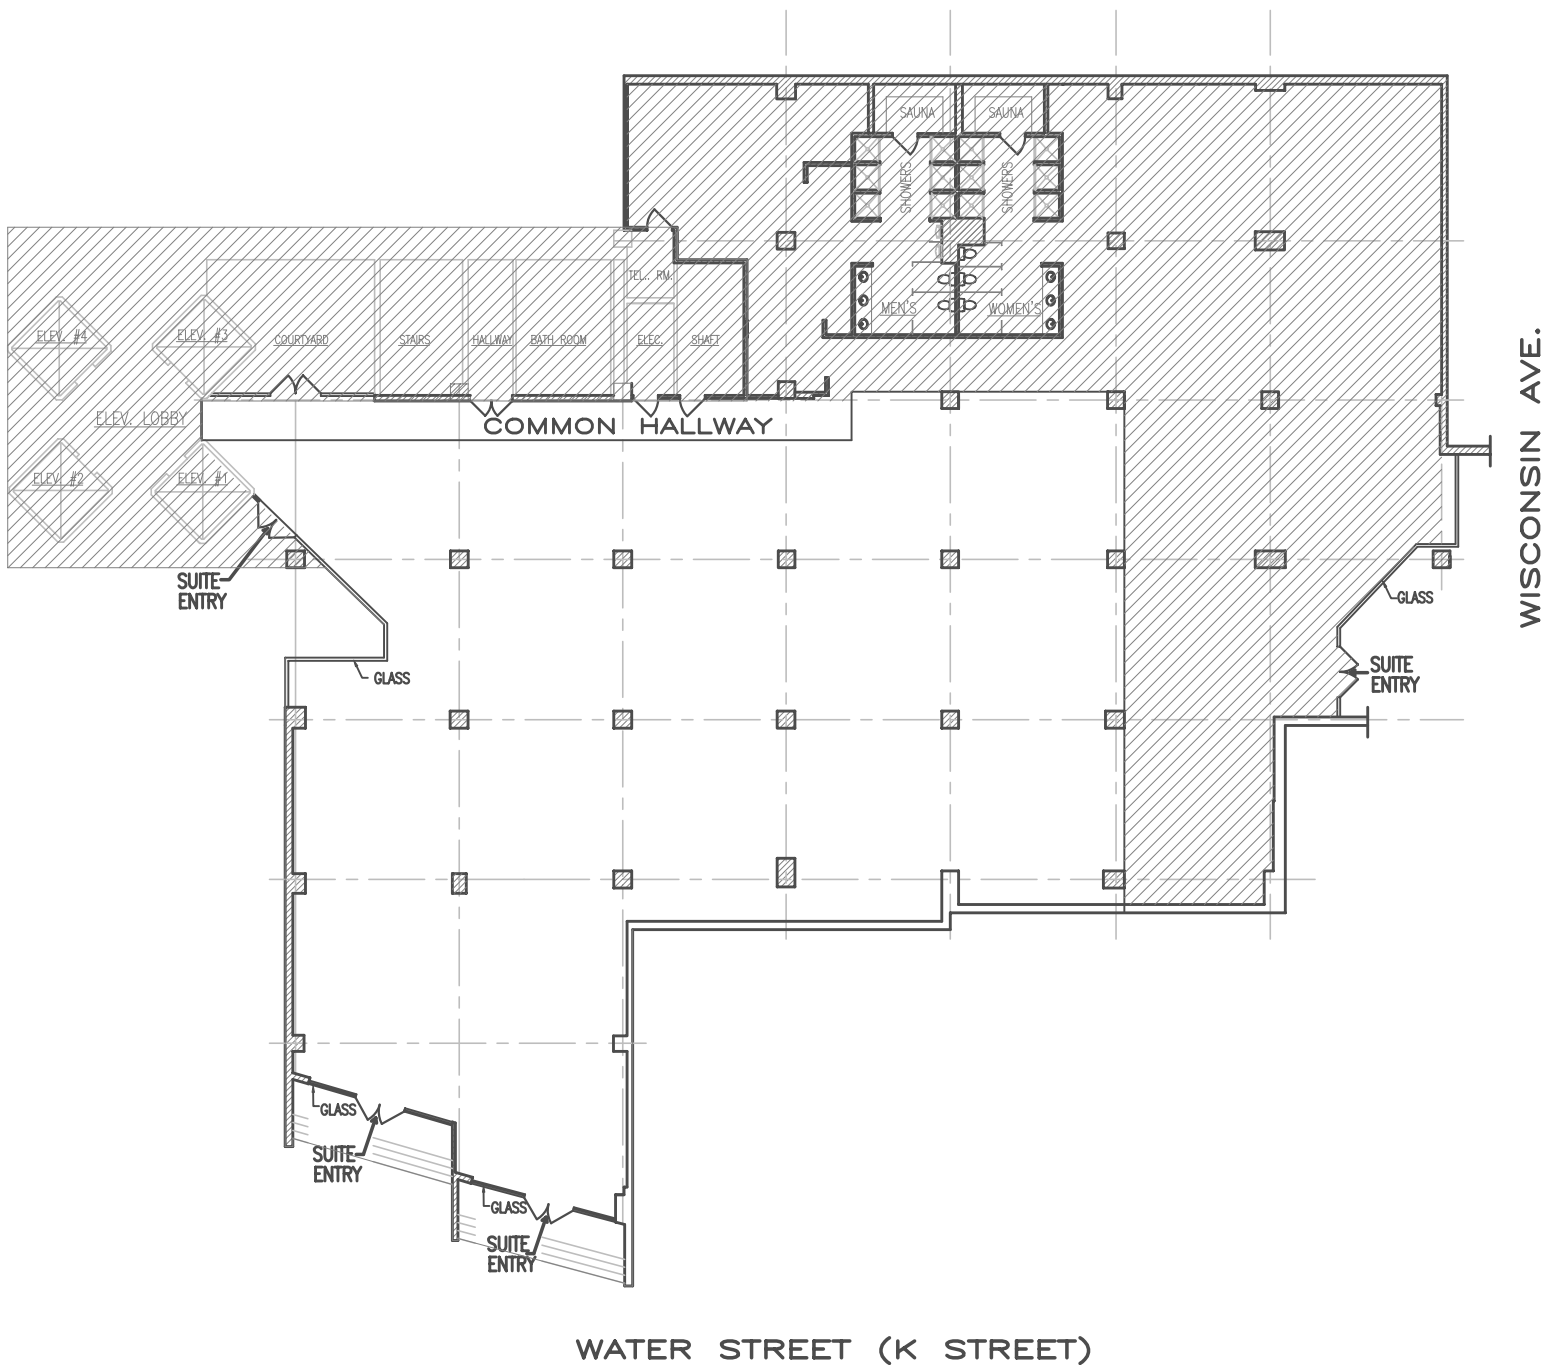 SAUNA
SAUNA
SHOWERS
SHOWERS
TEL.. RM.
MEN'S
WOMEN'S
ELEV. #4
ELEV. #3
COURTYARD
STAIRS
HALLWAY
BATH ROOM
ELEC.
SHAFT
ELEV. LOBBY
COMMON HALLWAY
ELEV. #2
ELEV. #1
WISCONSIN AVE.
SUITE
ENTRY
GLASS
GLASS
SUITE
ENTRY
GLASS
SUITE
ENTRY
GLASS
SUITE
ENTRY
WATER STREET (K STREET)